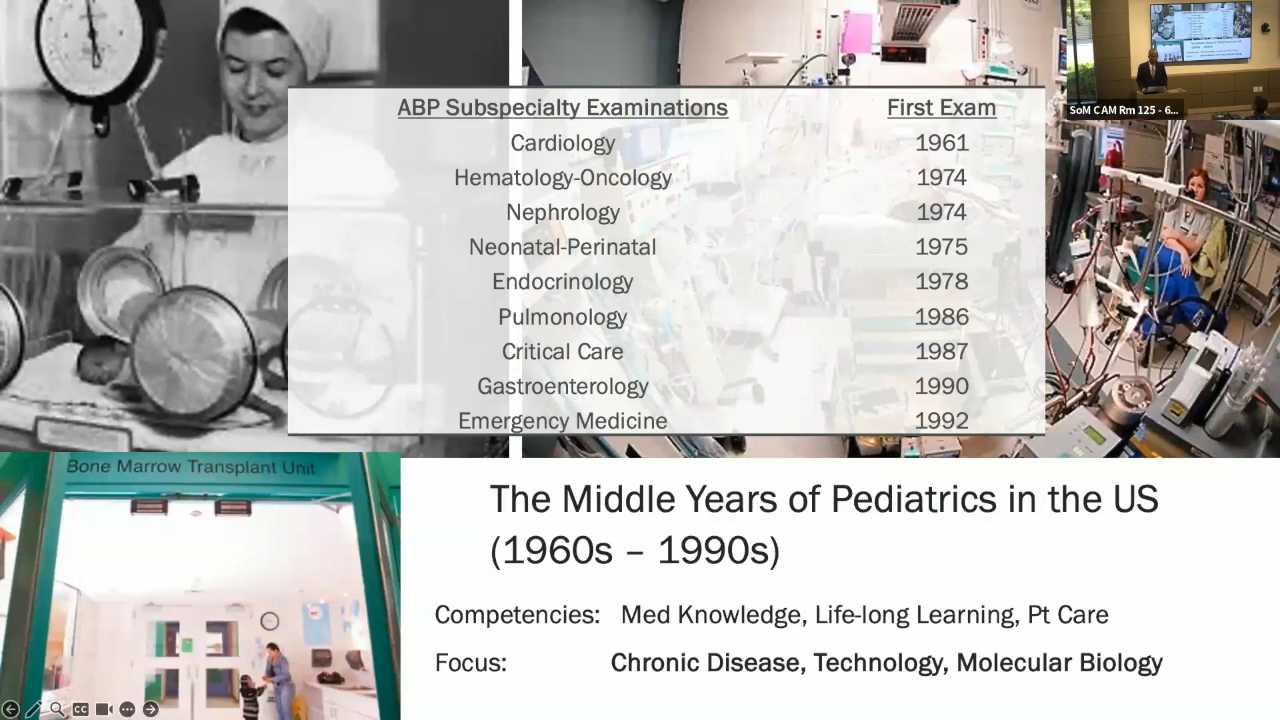 ABP Subspecialty Examinations First Exam
Cardiology 1961
Hematology-Oncology 1974
Nephrology 1974
Neonatal-Perinatal 1975
Endocrinology 1978
Pulmonology 1986
Critical Care 1987
Gastroenterology 1990
Emergency Medicine 1992
SoM CAM Rm 125 - 6...
Bone Marrow Transplant Unit
The Middle Years of Pediatrics in the US
(1960s – 1990s)
Competencies: Med Knowledge, Life-long Learning, Pt Care
Focus: Chronic Disease, Technology, Molecular Biology
CC